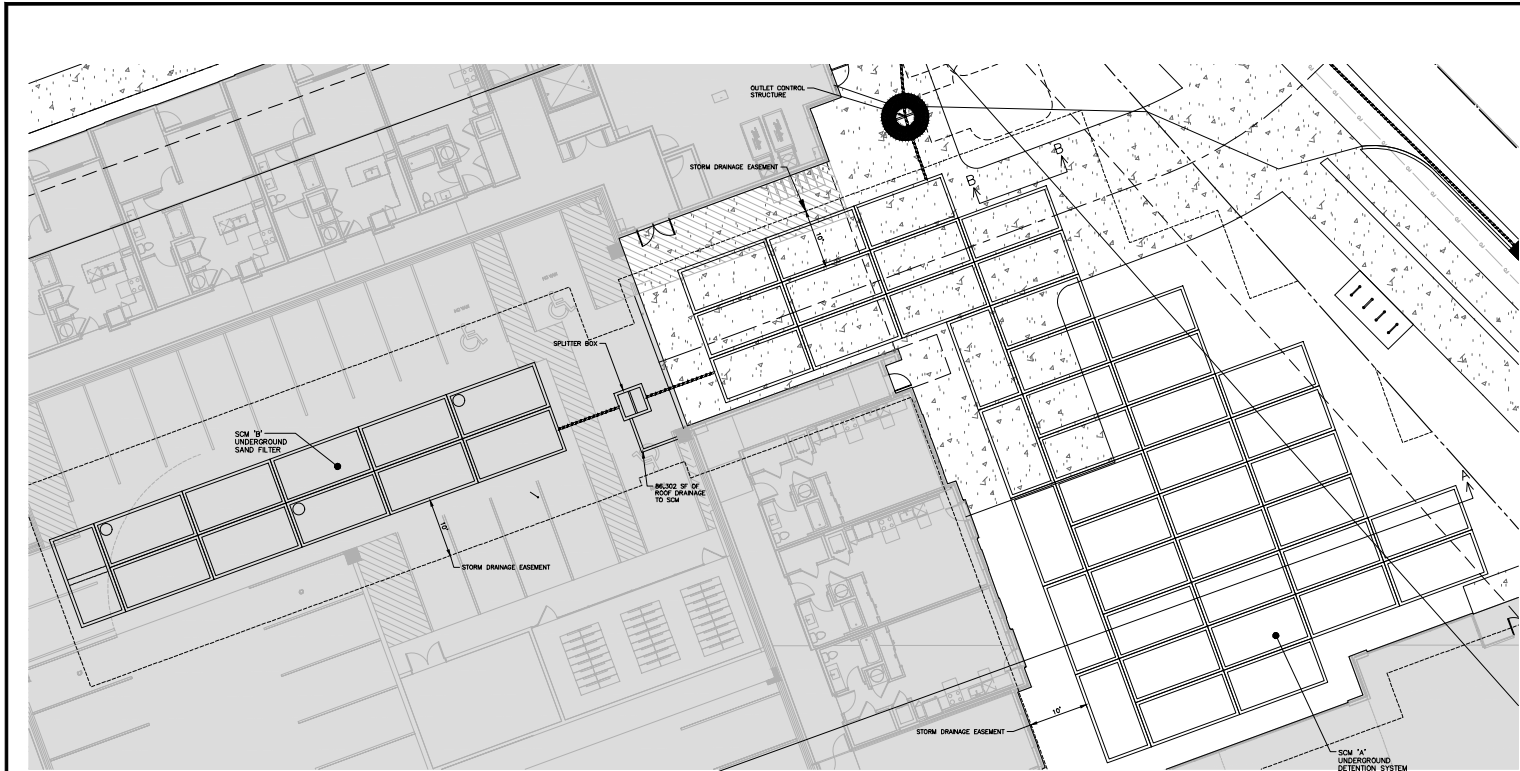 OUTLET CONTROL
STRUCTURE
STORM DRAINAGE EASEMENT
B
B
10'
SPLITTER BOX
SCM 'B'
UNDERGROUND
SAND FILTER
86,302 SF OF
ROOF DRAINAGE
TO SCM
10'
STORM DRAINAGE EASEMENT
A
10'
STORM DRAINAGE EASEMENT
SCM 'A'
UNDERGROUND
DETENTION SYSTEM